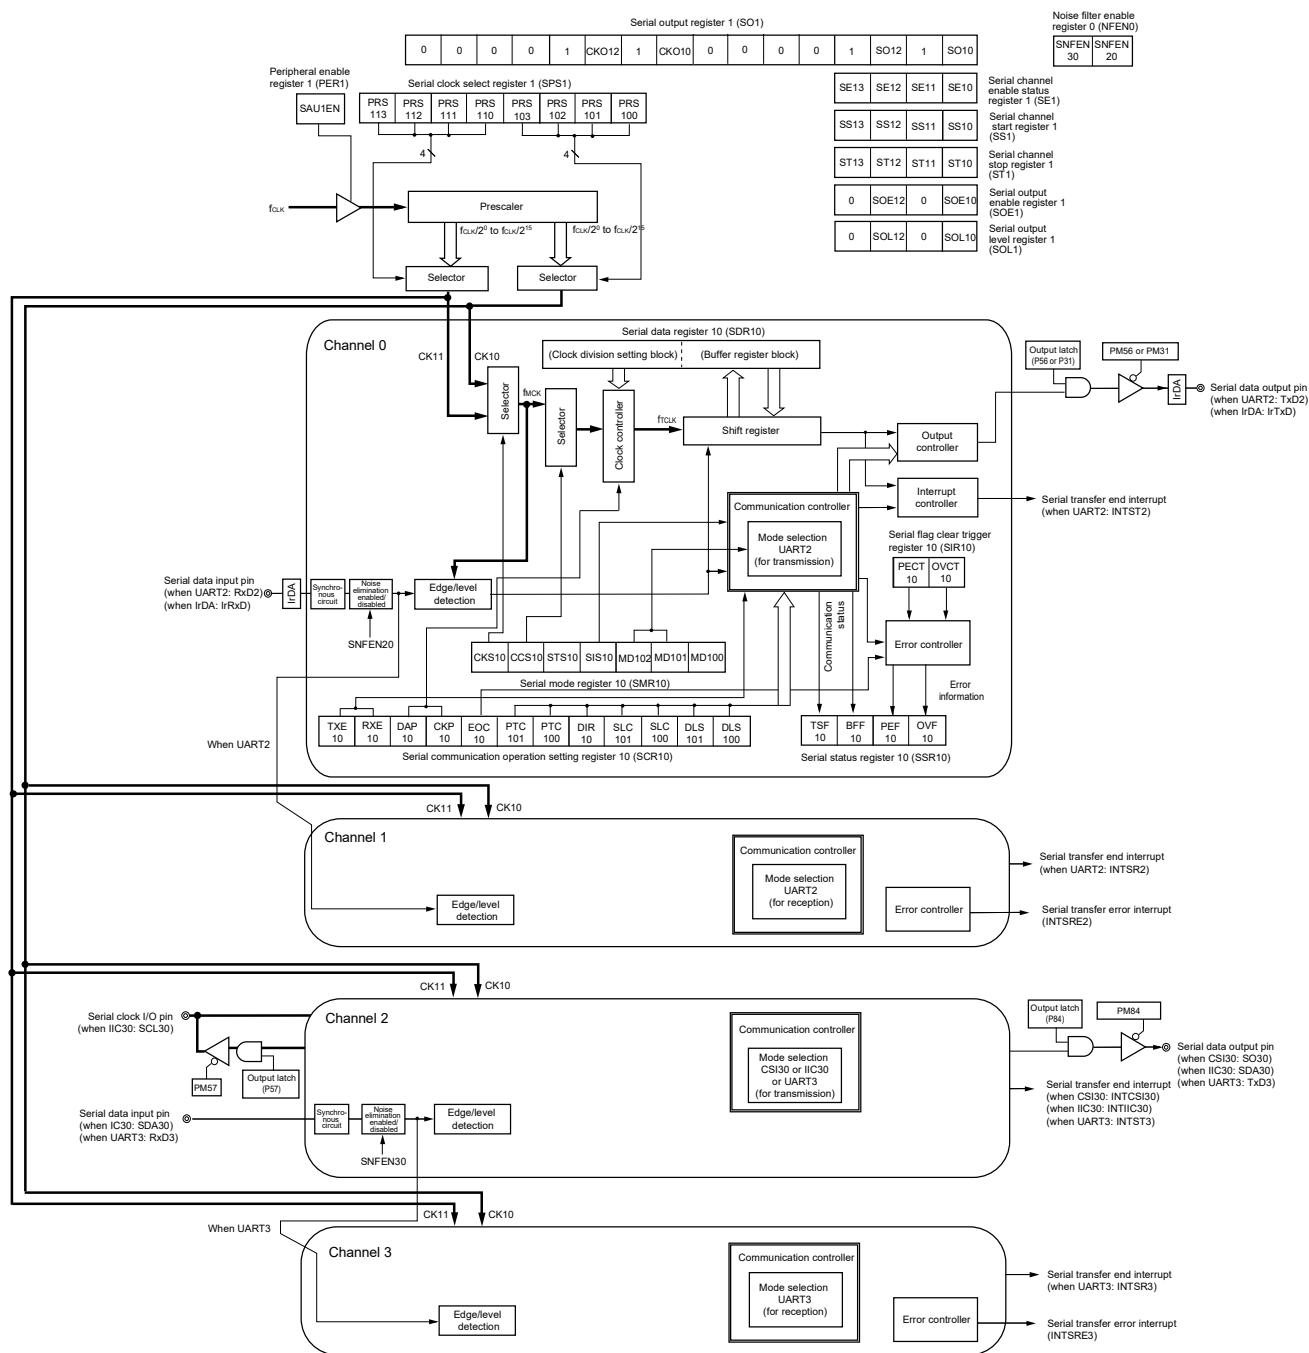 Serial output register 1 (SO1)
0 0 0 0 1 CKO12 1 CKO10 0 0 0 0 1 SO12 1 SO10
Noise filter enable
register 0 (NFEN0)
SNFEN SNFEN
30 20
Peripheral enable
register 1 (PER1)
SAU1EN
Serial clock select register 1 (SPS1)
PRS PRS PRS PRS PRS PRS PRS PRS
113 112 111 110 103 102 101 100
4
4
SE13 SE12 SE11 SE10
Serial channel
enable status
register 1 (SE1)
SS13 SS12 SS11 SS10
Serial channel
start register 1
(SS1)
ST13 ST12 ST11 ST10
Serial channel
stop register 1
(ST1)
0 SOE12 0 SOE10
Serial output
enable register 1
(SOE1)
0 SOL12 0 SOL10
Serial output
level register 1
(SOL1)
fCLK
Prescaler
fCLK/2⁰ to fCLK/2¹⁵
fCLK/2⁰ to fCLK/2¹⁵
Selector
Selector
Channel 0
CK11
CK10
Selector
fMCK
Selector
Clock controller
Serial data register 10 (SDR10)
(Clock division setting block)
(Buffer register block)
fTCLK
Shift register
Output
controller
Interrupt
controller
Output latch
(P56 or P31)
PM56 or PM31
IrDA
Serial data output pin
(when UART2: TxD2)
(when IrDA: IrTxD)
Serial transfer end interrupt
(when UART2: INTST2)
Communication controller
Mode selection
UART2
(for transmission)
Serial flag clear trigger
register 10 (SIR10)
PECT OVCT
10 10
Communication
status
Error controller
Error
information
Serial data input pin
(when UART2: RxD2)
(when IrDA: IrRxD)
IrDA
Synchro-
nous
circuit
Noise
elimination
enabled/
disabled
Edge/level
detection
SNFEN20
CKS10 CCS10 STS10 SIS10 MD102 MD101 MD100
Serial mode register 10 (SMR10)
When UART2
TXE RXE DAP CKP EOC PTC PTC DIR SLC SLC DLS DLS
10 10 10 10 10 101 100 10 101 100 101 100
Serial communication operation setting register 10 (SCR10)
TSF BFF PEF OVF
10 10 10 10
Serial status register 10 (SSR10)
CK11
CK10
Channel 1
Communication controller
Mode selection
UART2
(for reception)
Edge/level
detection
Error controller
Serial transfer end interrupt
(when UART2: INTSR2)
Serial transfer error interrupt
(INTSRE2)
CK11
CK10
Serial clock I/O pin
(when IIC30: SCL30)
PM57
Output latch
(P57)
Channel 2
Communication controller
Mode selection
CSI30 or IIC30
or UART3
(for transmission)
Output latch
(P84)
PM84
Serial data output pin
(when CSI30: SO30)
(when IIC30: SDA30)
(when UART3: TxD3)
Serial transfer end interrupt
(when CSI30: INTCSI30)
(when IIC30: INTIIC30)
(when UART3: INTST3)
Serial data input pin
(when IC30: SDA30)
(when UART3: RxD3)
Synchro-
nous
circuit
Noise
elimination
enabled/
disabled
Edge/level
detection
SNFEN30
When UART3
CK11
CK10
Channel 3
Communication controller
Mode selection
UART3
(for reception)
Edge/level
detection
Error controller
Serial transfer end interrupt
(when UART3: INTSR3)
Serial transfer error interrupt
(INTSRE3)